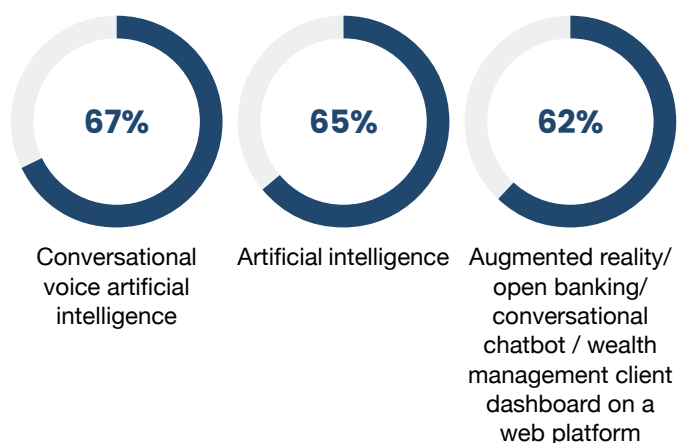 67%
65%
62%
Conversational
voice artificial
intelligence
Artificial intelligence
Augmented reality/
open banking/
conversational
chatbot / wealth
management client
dashboard on a
web platform